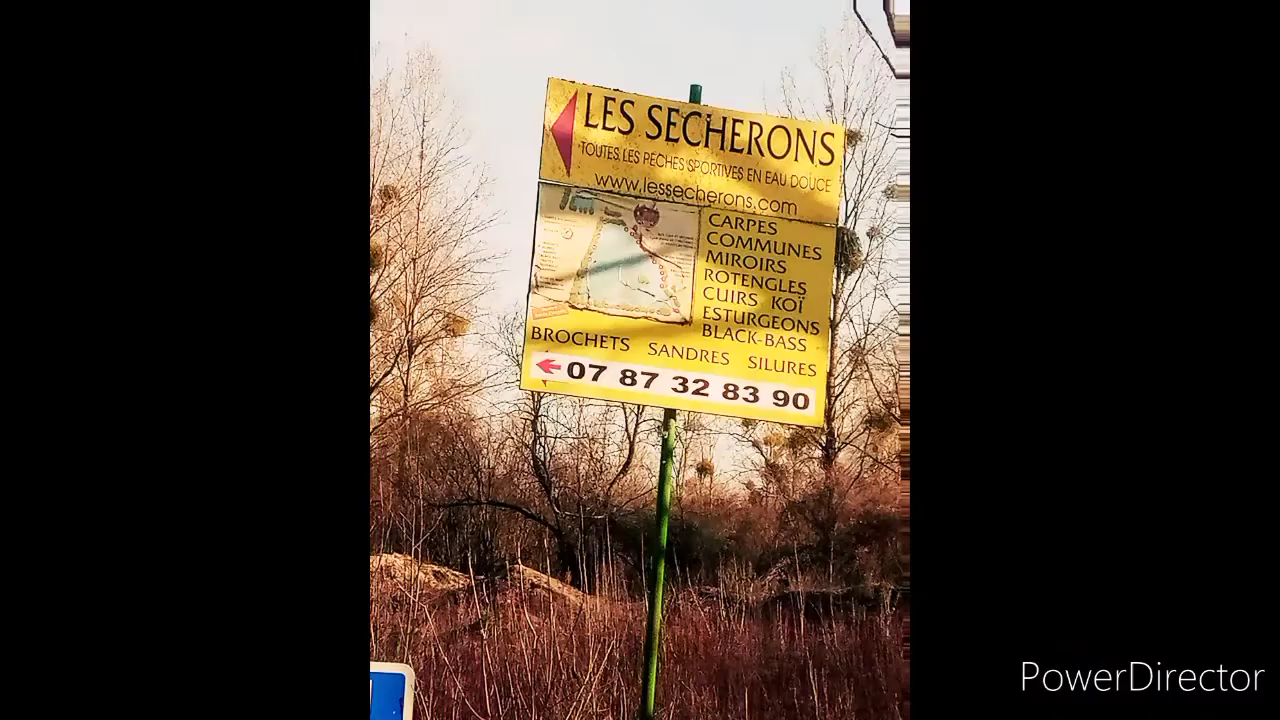 LES SECHERONS
TOUTES LES PECHES SPORTIVES EN EAU DOUCE
www.lessecherons.com
CARPES
COMMUNES
MIROIRS
ROTENGLES
CUIRS KOÏ
ESTURGEONS
BLACK-BASS
BROCHETS SANDRES SILURES
07 87 32 83 90
PowerDirector